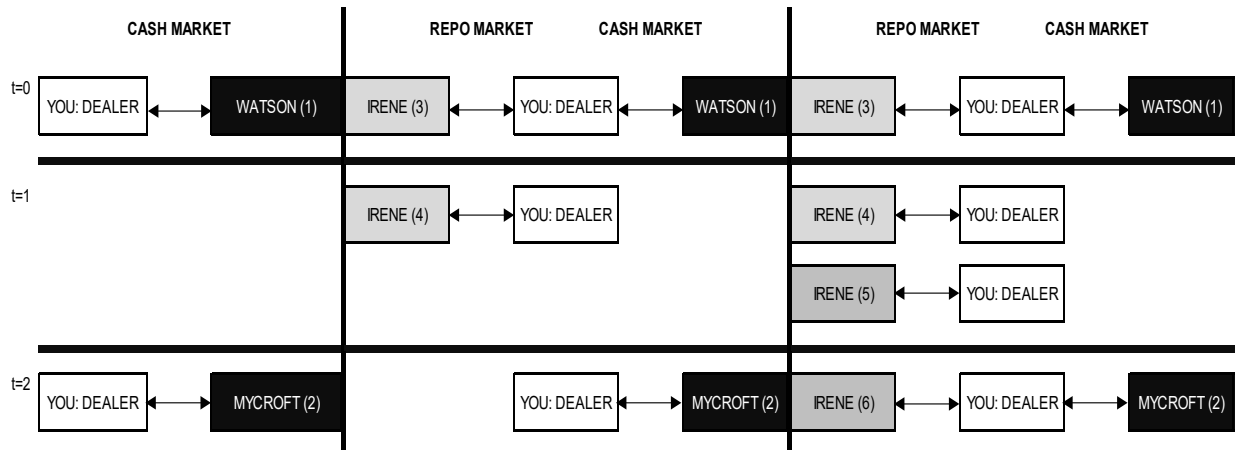 CASH MARKET REPO MARKET CASH MARKET REPO MARKET CASH MARKET
t=0
YOU: DEALER WATSON (1) IRENE (3) YOU: DEALER WATSON (1) IRENE (3) YOU: DEALER WATSON (1)
t=1
IRENE (4) YOU: DEALER IRENE (4) YOU: DEALER
IRENE (5) YOU: DEALER
t=2
YOU: DEALER MYCROFT (2) YOU: DEALER MYCROFT (2) IRENE (6) YOU: DEALER MYCROFT (2)